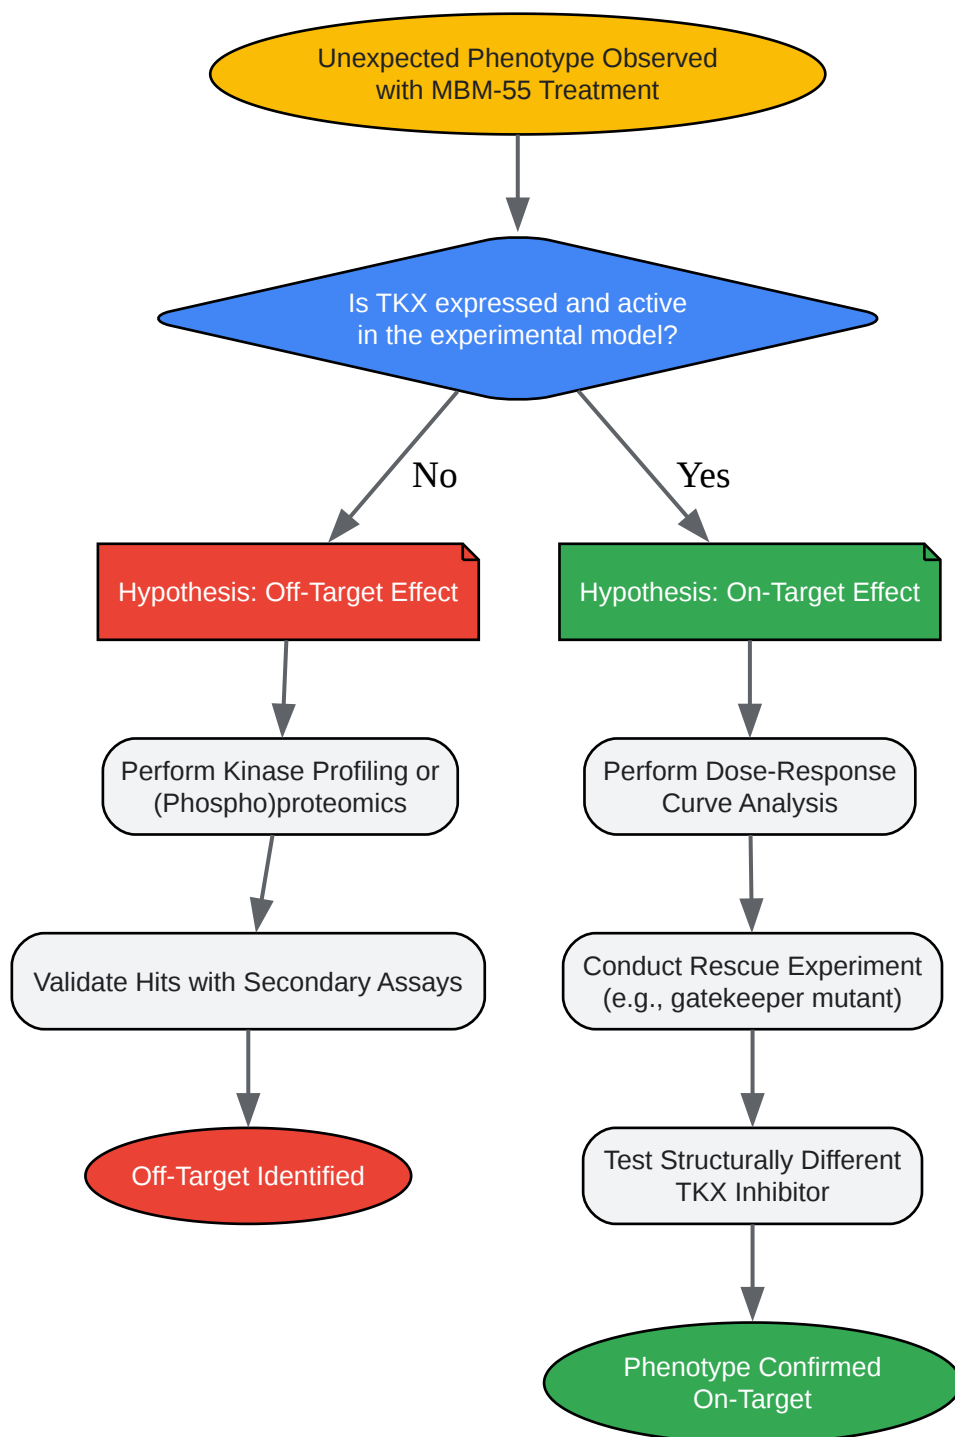 Unexpected Phenotype Observed
with MBM-55 Treatment
Is TKX expressed and active
in the experimental model?
No
Yes
Hypothesis: Off-Target Effect
Hypothesis: On-Target Effect
Perform Kinase Profiling or
(Phospho)proteomics
Perform Dose-Response
Curve Analysis
Validate Hits with Secondary Assays
Conduct Rescue Experiment
(e.g., gatekeeper mutant)
Off-Target Identified
Test Structurally Different
TKX Inhibitor
Phenotype Confirmed
On-Target